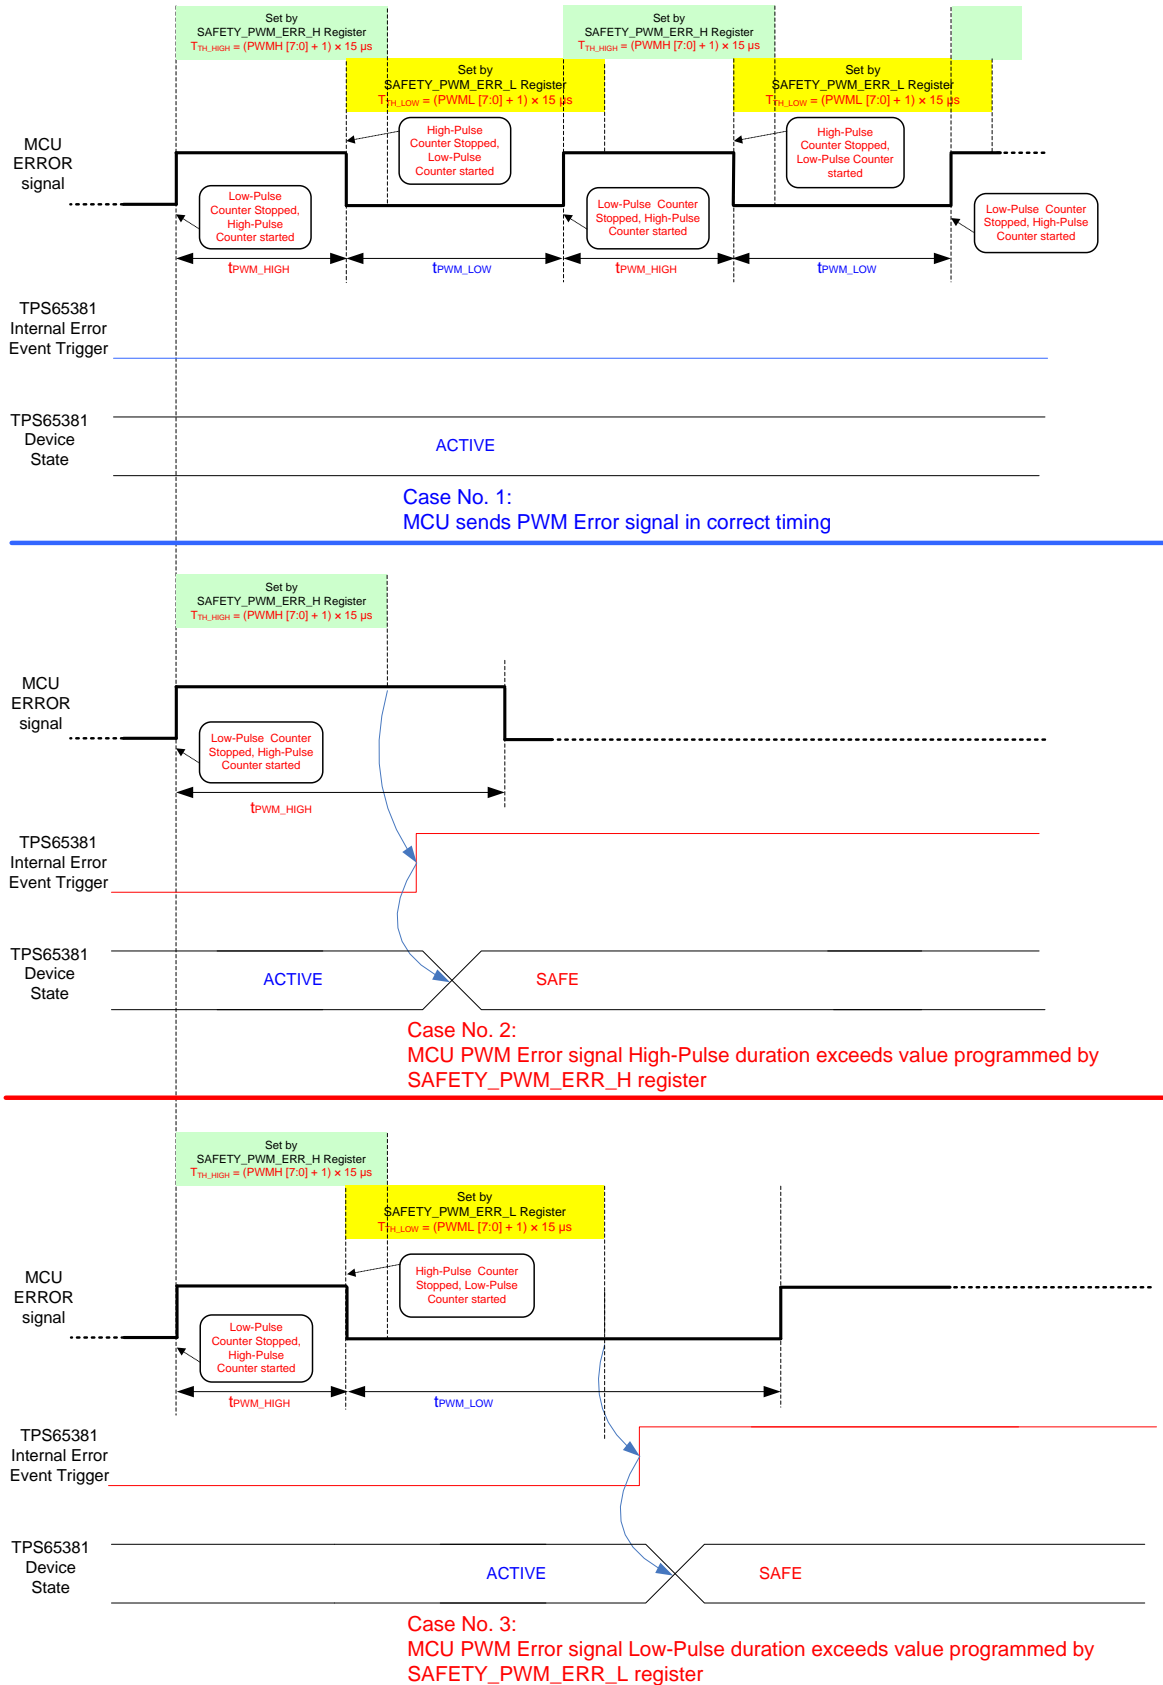 Set by
SAFETY_PWM_ERR_H Register
TTH_HIGH = (PWMH [7:0] + 1) × 15 µs
Set by
SAFETY_PWM_ERR_H Register
TTH_HIGH = (PWMH [7:0] + 1) × 15 µs
Set by
SAFETY_PWM_ERR_L Register
TTH_LOW = (PWML [7:0] + 1) × 15 µs
Set by
SAFETY_PWM_ERR_L Register
TTH_LOW = (PWML [7:0] + 1) × 15 µs
MCU
ERROR
signal
High-Pulse
Counter Stopped,
Low-Pulse
Counter started
High-Pulse
Counter Stopped,
Low-Pulse Counter
started
Low-Pulse
Counter Stopped,
High-Pulse
Counter started
Low-Pulse Counter
Stopped, High-Pulse
Counter started
Low-Pulse Counter
Stopped, High-Pulse
Counter started
tPWM_HIGH
tPWM_LOW
tPWM_HIGH
tPWM_LOW
TPS65381
Internal Error
Event Trigger
TPS65381
Device
State
ACTIVE
Case No. 1:
MCU sends PWM Error signal in correct timing
Set by
SAFETY_PWM_ERR_H Register
TTH_HIGH = (PWMH [7:0] + 1) × 15 µs
MCU
ERROR
signal
Low-Pulse Counter
Stopped, High-Pulse
Counter started
tPWM_HIGH
TPS65381
Internal Error
Event Trigger
TPS65381
Device
State
ACTIVE
SAFE
Case No. 2:
MCU PWM Error signal High-Pulse duration exceeds value programmed by
SAFETY_PWM_ERR_H register
Set by
SAFETY_PWM_ERR_H Register
TTH_HIGH = (PWMH [7:0] + 1) × 15 µs
Set by
SAFETY_PWM_ERR_L Register
TTH_LOW = (PWML [7:0] + 1) × 15 µs
MCU
ERROR
signal
High-Pulse Counter
Stopped, Low-Pulse
Counter started
Low-Pulse
Counter Stopped,
High-Pulse
Counter started
tPWM_HIGH
tPWM_LOW
TPS65381
Internal Error
Event Trigger
TPS65381
Device
State
ACTIVE
SAFE
Case No. 3:
MCU PWM Error signal Low-Pulse duration exceeds value programmed by
SAFETY_PWM_ERR_L register